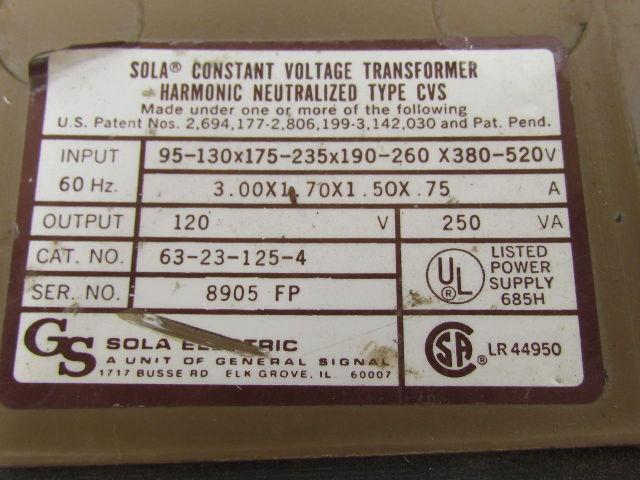 SOLA® CONSTANT VOLTAGE TRANSFORMER
HARMONIC NEUTRALIZED TYPE CVS
Made under one or more of the following
U.S. Patent Nos. 2,694,177-2,806,199-3,142,030 and Pat. Pend.
INPUT 95-130x175-235x190-260 X380-520V
60 Hz. 3.00X1.70X1.50X.75 A
OUTPUT 120 V 250 VA
CAT. NO. 63-23-125-4
SER. NO. 8905 FP
UL LISTED
POWER
SUPPLY
685H
GS SOLA ELECTRIC
A UNIT OF GENERAL SIGNAL
1717 BUSSE RD ELK GROVE, IL 60007
CSA® LR 44950